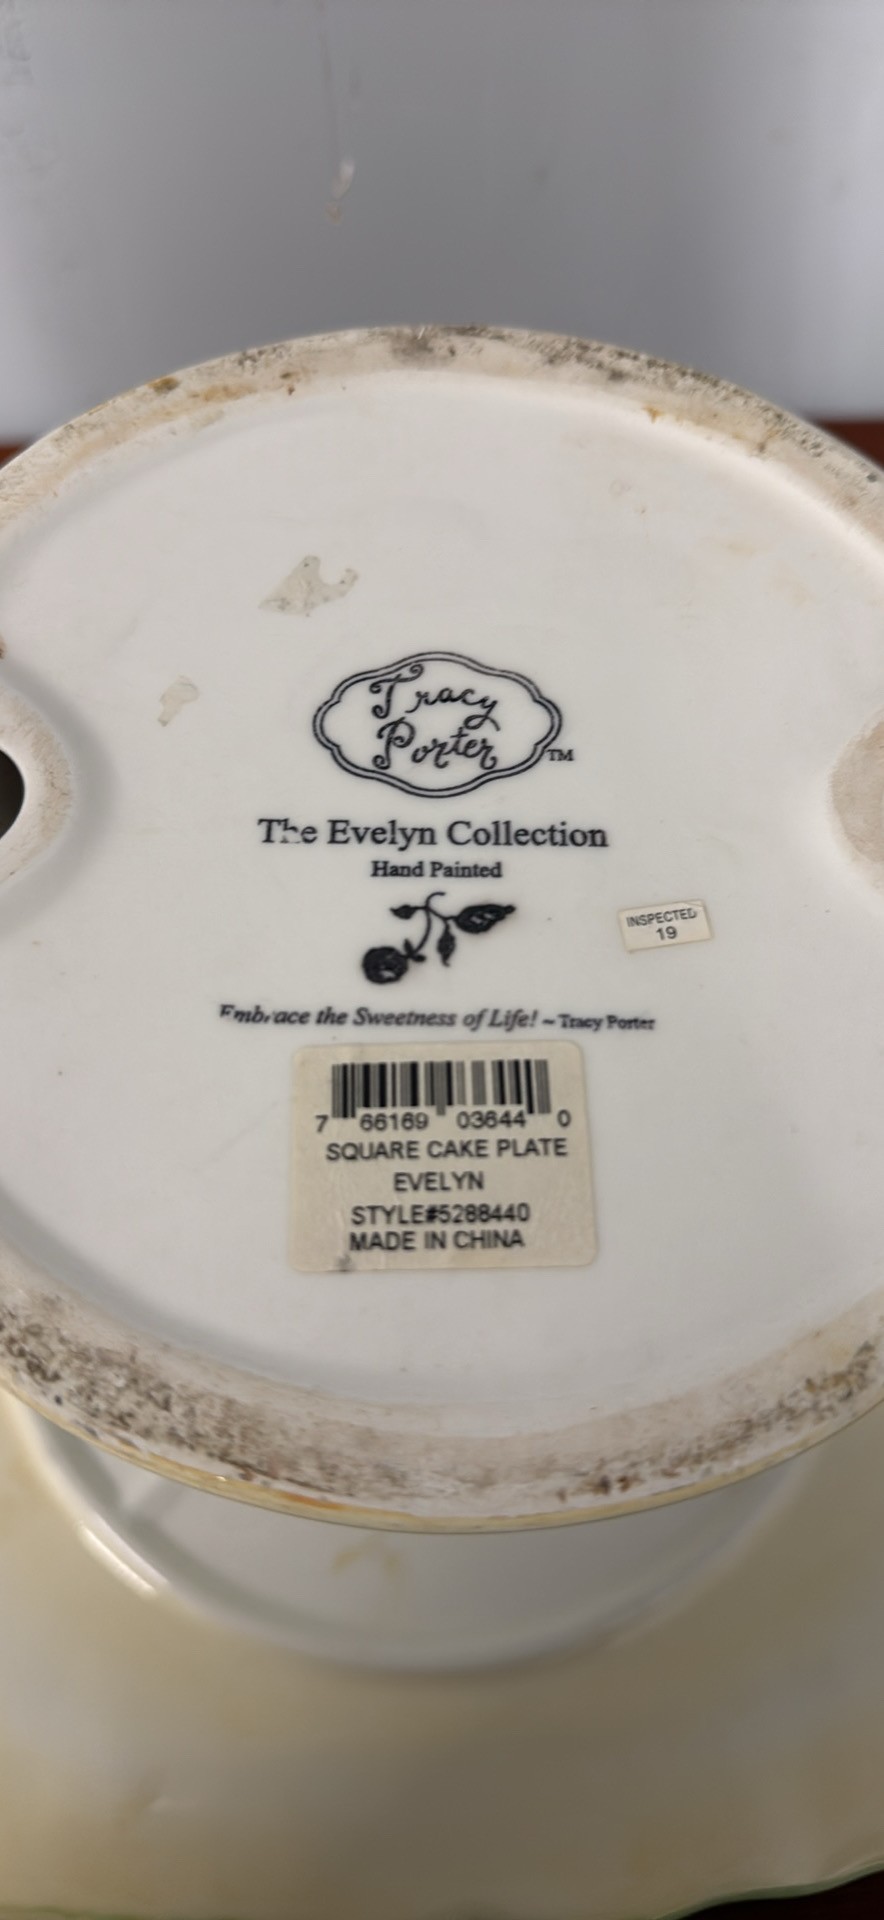 Tracy
Porter TM
The Evelyn Collection
Hand Painted
INSPECTED
19
Embrace the Sweetness of Life! ~ Tracy Porter
7 66169 03644 0
SQUARE CAKE PLATE
EVELYN
STYLE#5288440
MADE IN CHINA